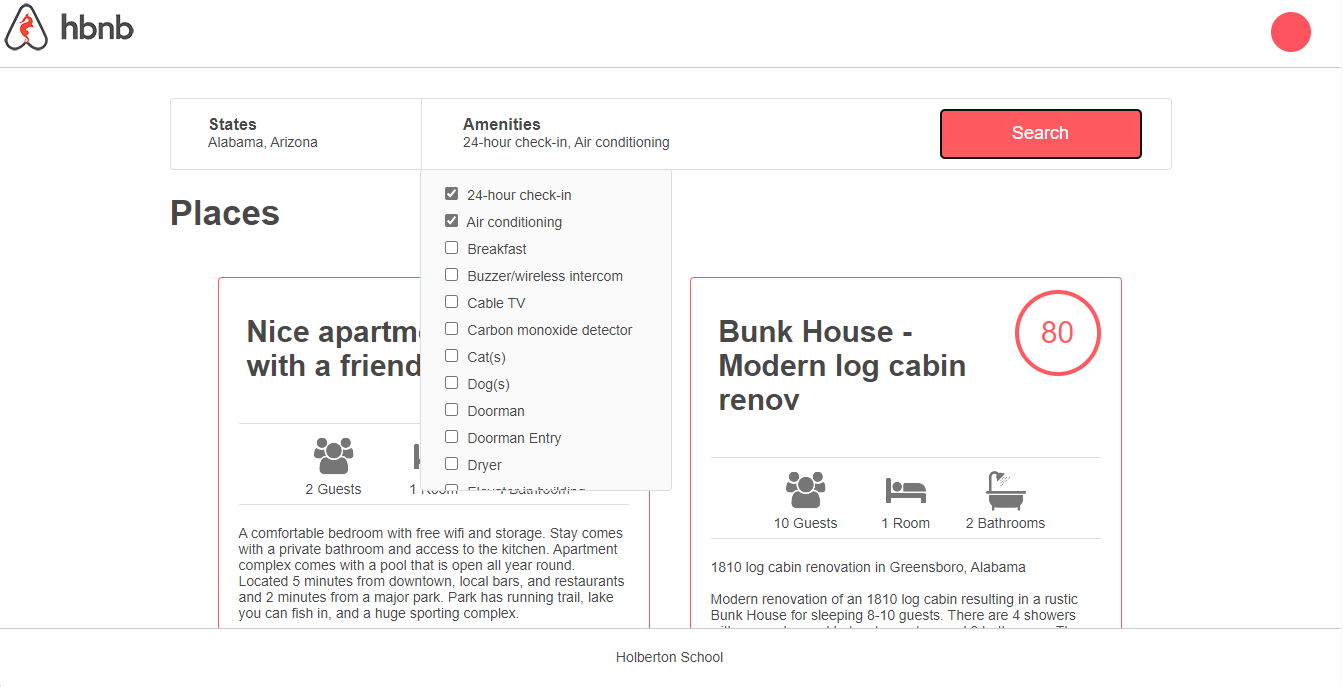 hbnb
States
Alabama, Arizona
Amenities
24-hour check-in, Air conditioning
Search
24-hour check-in
Air conditioning
Breakfast
Buzzer/wireless intercom
Cable TV
Carbon monoxide detector
Cat(s)
Dog(s)
Doorman
Doorman Entry
Dryer
Places
Nice apartm
with a friend
2 Guests
1 Room
A comfortable bedroom with free wifi and storage. Stay comes
with a private bathroom and access to the kitchen. Apartment
complex comes with a pool that is open all year round.
Located 5 minutes from downtown, local bars, and restaurants
and 2 minutes from a major park. Park has running trail, lake
you can fish in, and a huge sporting complex.
Bunk House -
Modern log cabin
renov
80
10 Guests
1 Room
2 Bathrooms
1810 log cabin renovation in Greensboro, Alabama
Modern renovation of an 1810 log cabin resulting in a rustic
Bunk House for sleeping 8-10 guests. There are 4 showers
Holberton School